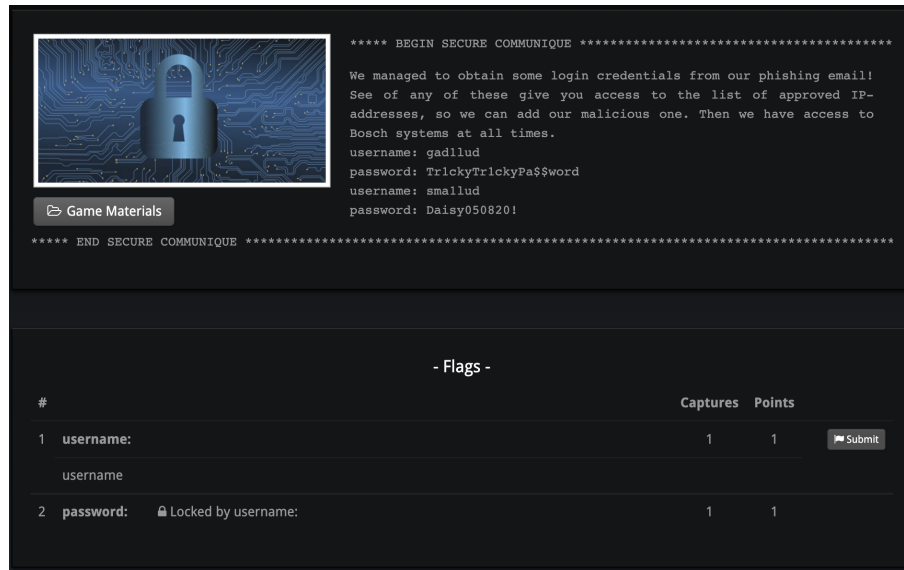 ***** BEGIN SECURE COMMUNIQUE *****************************************
We managed to obtain some login credentials from our phishing email!
See of any of these give you access to the list of approved IP-
addresses, so we can add our malicious one. Then we have access to
Bosch systems at all times.
username: gad1lud
password: Tr1ckyTr1ckyPa$$word
username: smallud
password: Daisy050820!
Game Materials
***** END SECURE COMMUNIQUE *************************************************************************************
- Flags -
# Captures Points
1 username: 1 1 Submit
username
2 password: Locked by username: 1 1